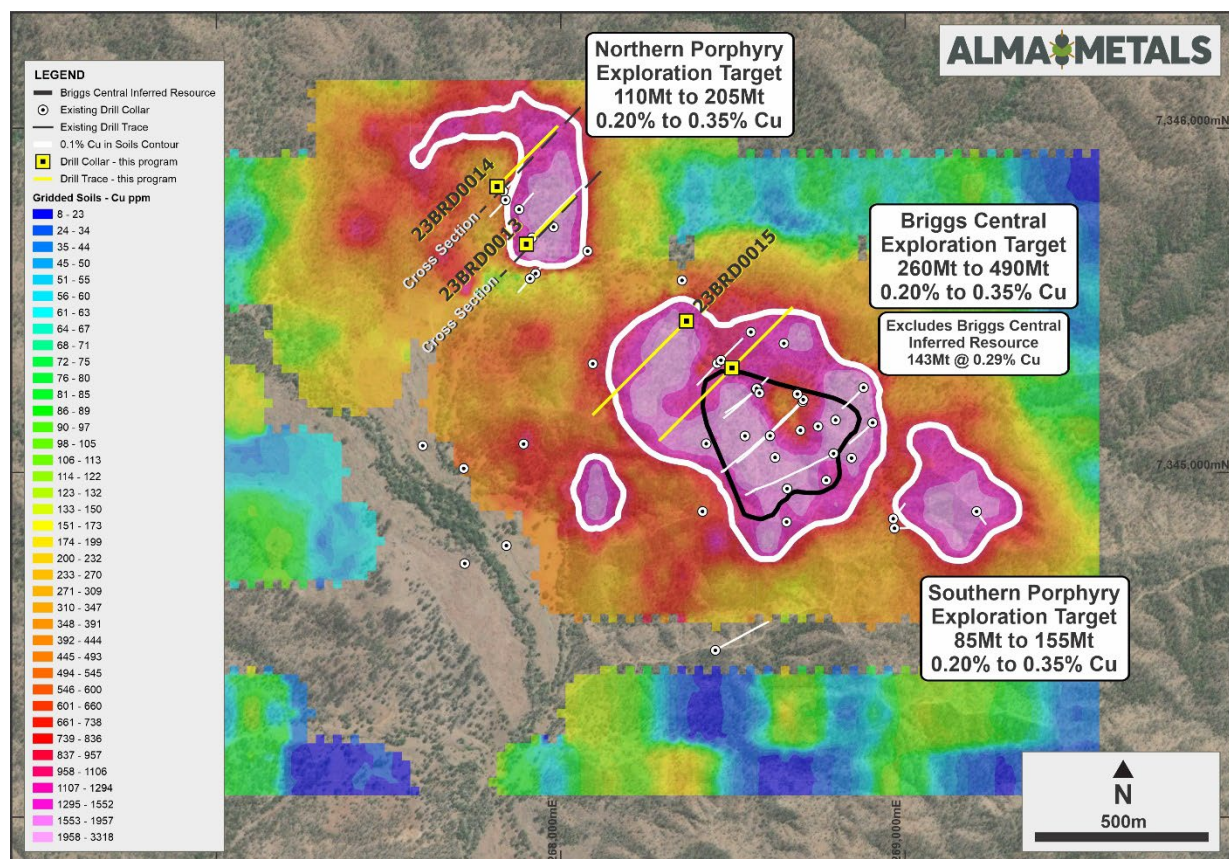 ALMA METALS
LEGEND
Briggs Central Inferred Resource
Existing Drill Collar
Existing Drill Trace
0.1% Cu in Soils Contour
Drill Collar - this program
Drill Trace - this program
Gridded Soils - Cu ppm
8 - 23
24 - 34
35 - 44
45 - 50
51 - 55
56 - 60
61 - 63
64 - 67
68 - 71
72 - 75
76 - 80
81 - 85
86 - 89
90 - 97
98 - 105
106 - 113
114 - 122
123 - 132
133 - 150
151 - 173
174 - 199
200 - 232
233 - 270
271 - 309
310 - 347
348 - 391
392 - 444
445 - 493
494 - 545
546 - 600
601 - 660
661 - 738
739 - 836
837 - 957
958 - 1106
1107 - 1294
1295 - 1552
1553 - 1957
1958 - 3318
Northern Porphyry
Exploration Target
110Mt to 205Mt
0.20% to 0.35% Cu
7,346,000mN
23BRD0014
Cross Section
23BRD0013
Cross Section
23BRD0015
Briggs Central
Exploration Target
260Mt to 490Mt
0.20% to 0.35% Cu
Excludes Briggs Central
Inferred Resource
143Mt @ 0.29% Cu
7,345,000mN
Southern Porphyry
Exploration Target
85Mt to 155Mt
0.20% to 0.35% Cu
268,000mE
269,000mE
N
500m